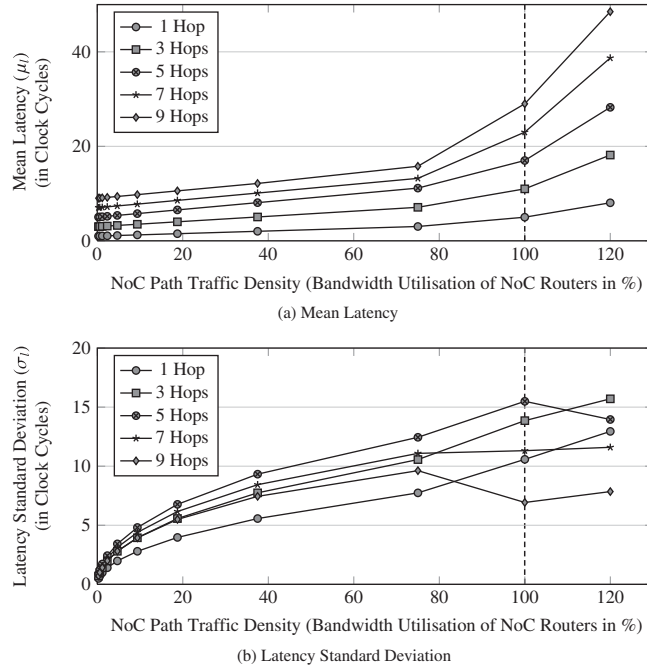 Mean Latency (μl)
(in Clock Cycles)
40
20
0
1 Hop
3 Hops
5 Hops
7 Hops
9 Hops
0 20 40 60 80 100 120
NoC Path Traffic Density (Bandwidth Utilisation of NoC Routers in %)
(a) Mean Latency
Latency Standard Deviation (σl)
(in Clock Cycles)
20
15
10
5
0
1 Hop
3 Hops
5 Hops
7 Hops
9 Hops
0 20 40 60 80 100 120
NoC Path Traffic Density (Bandwidth Utilisation of NoC Routers in %)
(b) Latency Standard Deviation